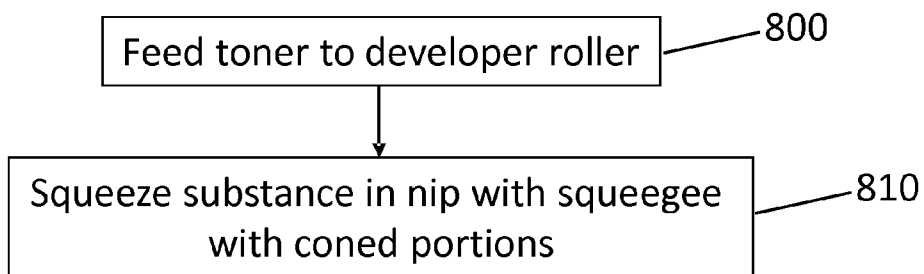 Feed toner to developer roller
800
Squeeze substance in nip with squeegee
with coned portions
810